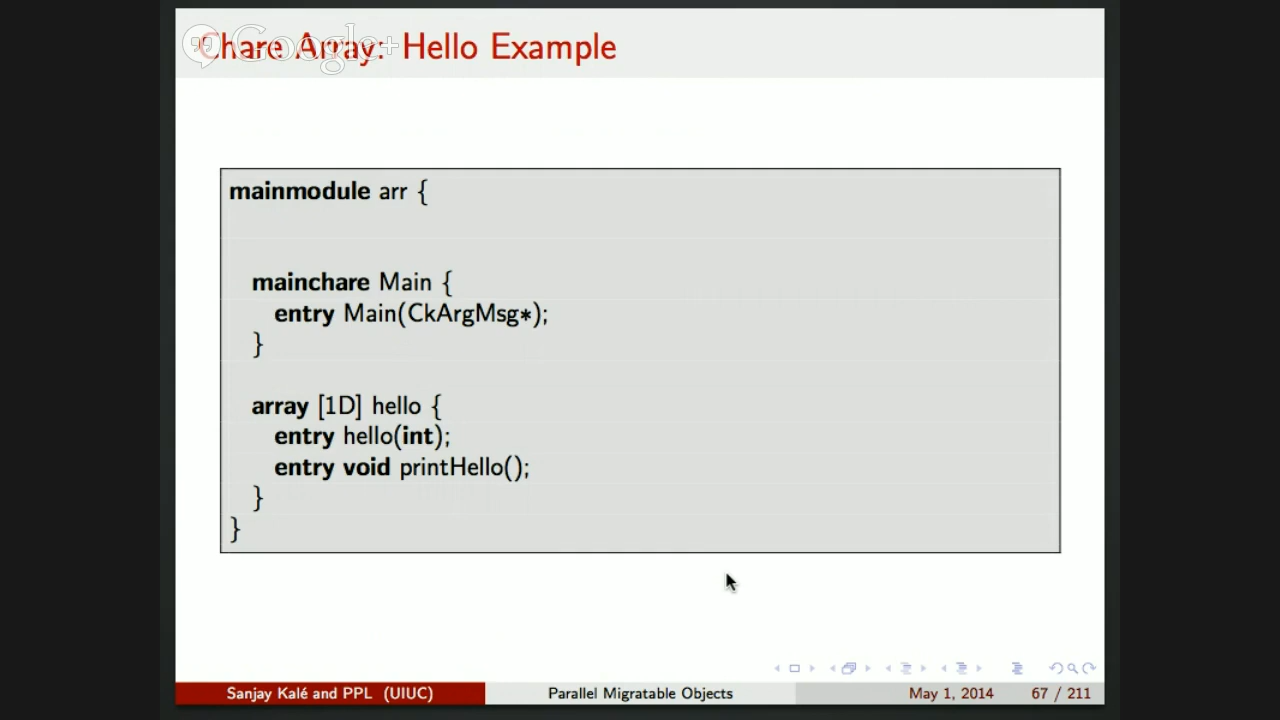 Google+
Chare Array: Hello Example
mainmodule arr {
mainchare Main {
entry Main(CkArgMsg*);
}
array [1D] hello {
entry hello(int);
entry void printHello();
}
}
Sanjay Kalé and PPL (UIUC) Parallel Migratable Objects May 1, 2014 67 / 211